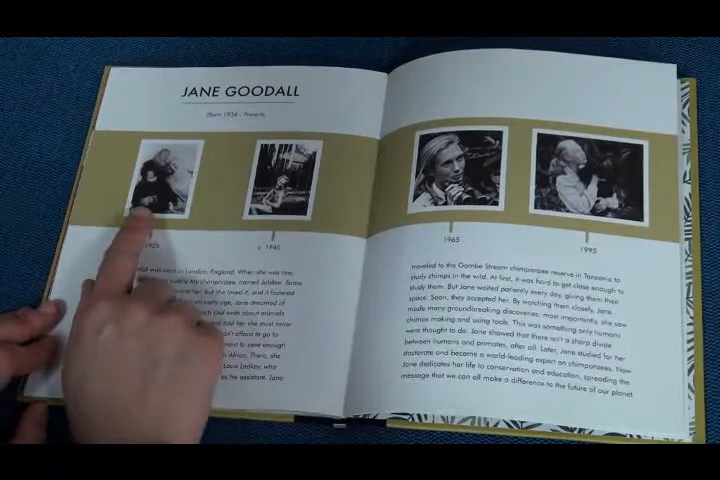 JANE GOODALL
(Born 1934 – Present)
c. 1940
was born in London, England. When she was one,
toy chimpanzee, named Jubilee. Some
but she loved it, and it fostered
early age, Jane dreamed of
and write about animals
told her she must never
afford to go to
to save enough
Africa. There, she
Louis Leakey, who
as his assistant. Jane
1965
1995
traveled to the Gombe Stream chimpanzee reserve in Tanzania to
study chimps in the wild. At first, it was hard to get close enough to
study them. But Jane waited patiently every day, giving them their
space. Soon, they accepted her. By watching them closely, Jane
made many groundbreaking discoveries: most importantly, she saw
chimps making and using tools. This was something only humans
were thought to do. Jane showed that there isn't a sharp divide
between humans and primates, after all. Later, Jane studied for her
doctorate and became a world-leading expert on chimpanzees. Now
Jane dedicates her life to conservation and education, spreading the
message that we can all make a difference to the future of our planet